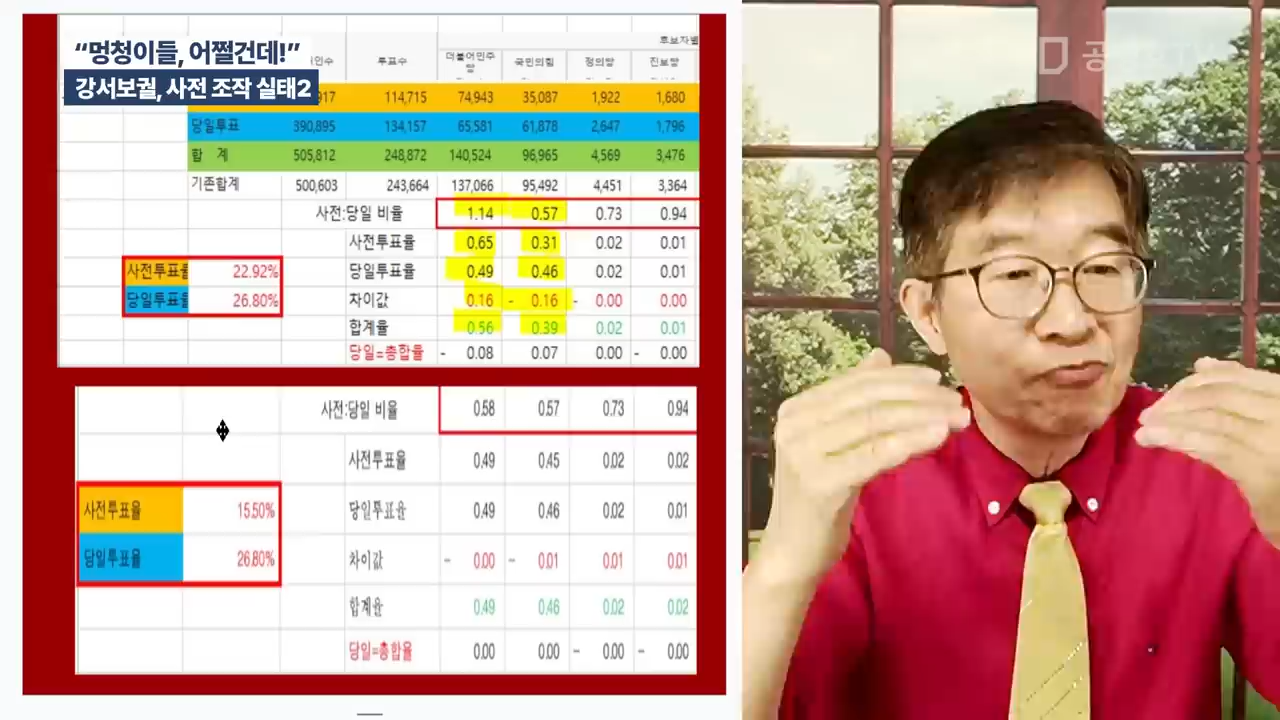 “멍청이들, 어쩔건데!”
강서보궐, 사전 조작 실태2
인수 투표수 더불어민주당 국민의힘 정의당 진보당
후보자별
917 114,715 74,943 35,087 1,922 1,680
당일투표 390,895 134,157 65,581 61,878 2,647 1,796
합 계 505,812 248,872 140,524 96,965 4,569 3,476
기존합계 500,603 243,664 137,066 95,492 4,451 3,364
사전:당일 비율 1.14 0.57 0.73 0.94
사전투표율 0.65 0.31 0.02 0.01
사전투표율 22.92% 당일투표율 0.49 0.46 0.02 0.01
당일투표율 26.80% 차이값 0.16 - 0.16 - 0.00 0.00
합계율 0.56 0.39 0.02 0.01
당일=총합율 - 0.08 0.07 0.00 - 0.00
사전:당일 비율 0.58 0.57 0.73 0.94
사전투표율 0.49 0.45 0.02 0.02
사전투표율 15.50% 당일투표율 0.49 0.46 0.02 0.01
당일투표율 26.80% 차이값 - 0.00 - 0.01 0.01 0.01
합계율 0.49 0.46 0.02 0.02
당일=총합율 0.00 0.00 - 0.00 - 0.00
공